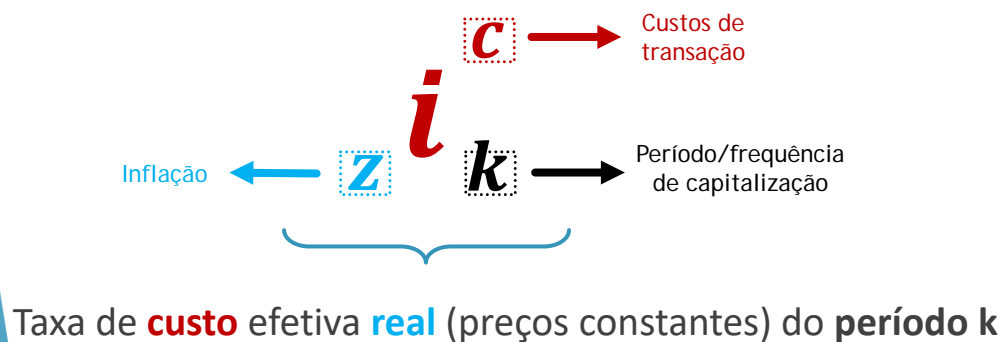 c
Custos de
transação
i
Inflação
z
k
Período/frequência
de capitalização
Taxa de custo efetiva real (preços constantes) do período k